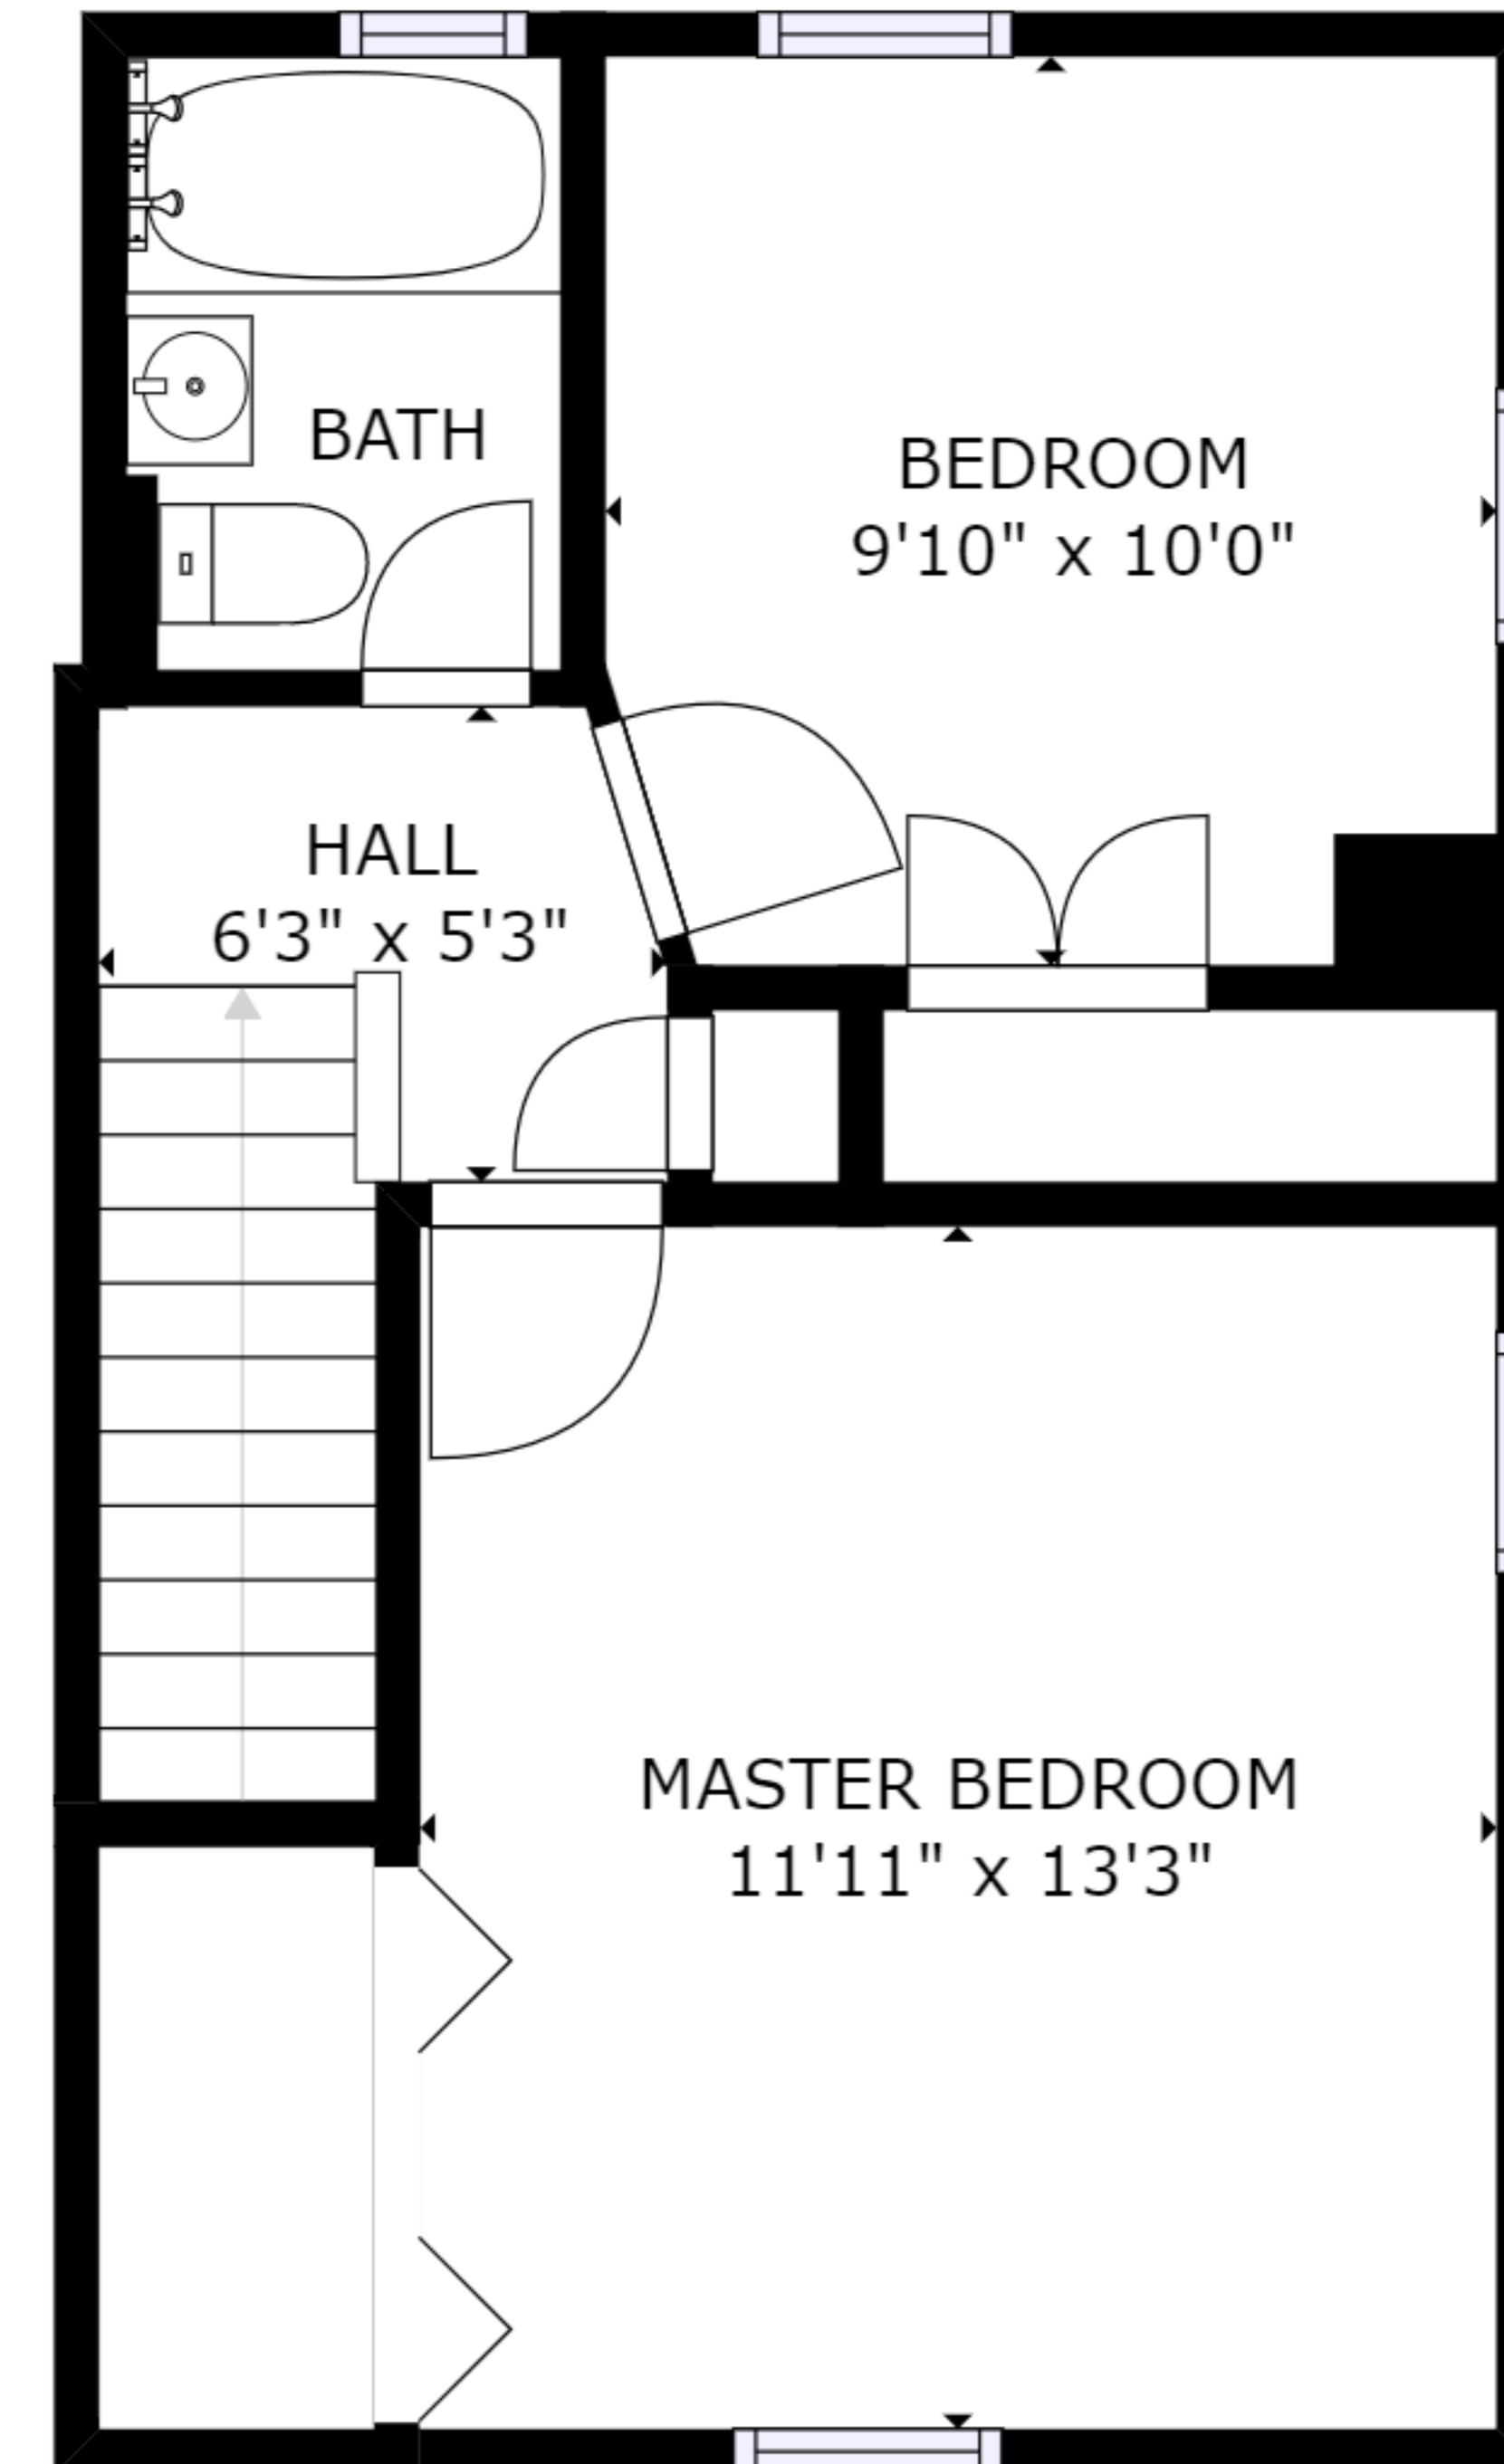 BATH
BEDROOM
9'10" x 10'0"
HALL
6'3" x 5'3"
MASTER BEDROOM
11'11" x 13'3"